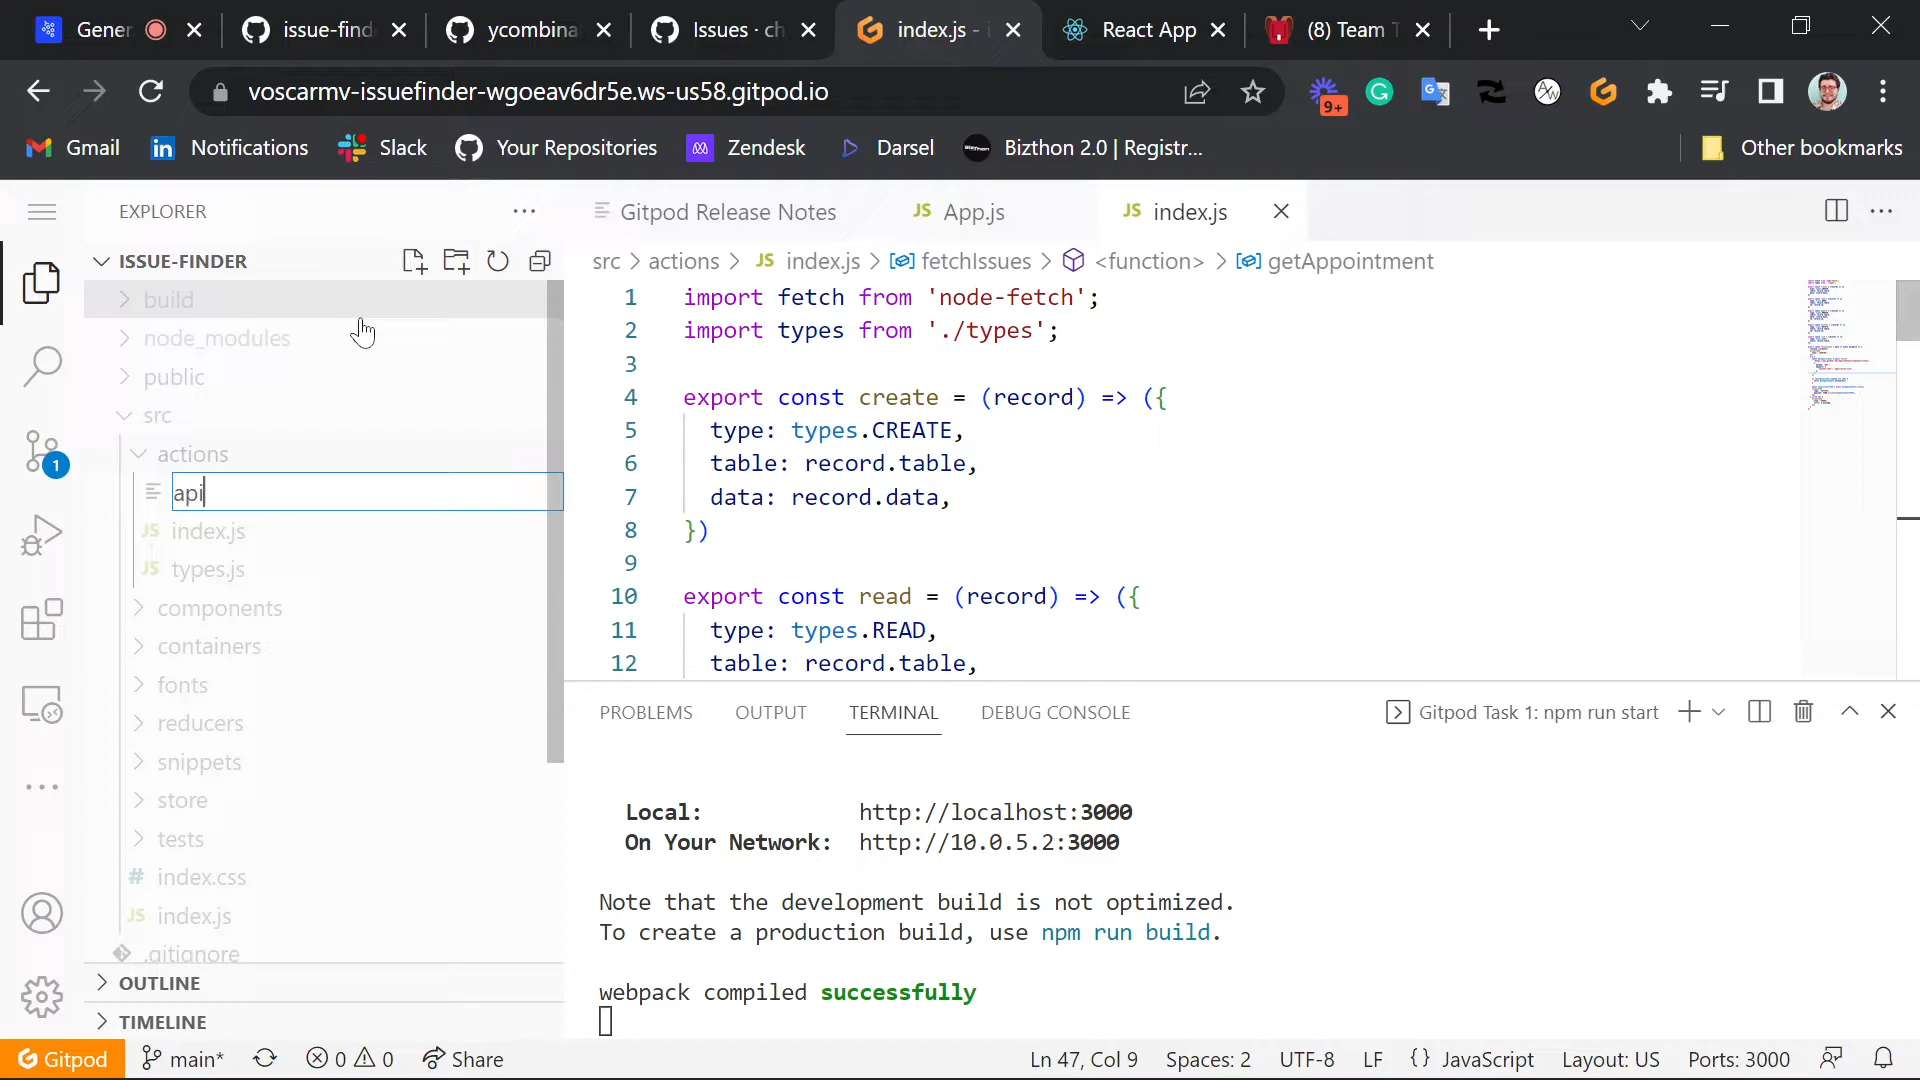 Gener
issue-find
ycombina
Issues · ch
index.js -
React App
(8) Team T
voscarmv-issuefinder-wgoeav6dr5e.ws-us58.gitpod.io
9+
Gmail
in Notifications
Slack
Your Repositories
Zendesk
Darsel
Bizthon 2.0 | Registr...
Other bookmarks
EXPLORER
Gitpod Release Notes
JS App.js
JS index.js
ISSUE-FINDER
src > actions > JS index.js > fetchIssues > <function> > getAppointment
build
node_modules
public
src
actions
api
JS index.js
JS types.js
components
containers
fonts
reducers
snippets
store
tests
# index.css
JS index.js
.gitignore
OUTLINE
TIMELINE
1
1 import fetch from 'node-fetch';
2 import types from './types';
3
4 export const create = (record) => ({
5 type: types.CREATE,
6 table: record.table,
7 data: record.data,
8 })
9
10 export const read = (record) => ({
11 type: types.READ,
12 table: record.table,
PROBLEMS OUTPUT TERMINAL DEBUG CONSOLE
Gitpod Task 1: npm run start
Local: http://localhost:3000
On Your Network: http://10.0.5.2:3000
Note that the development build is not optimized.
To create a production build, use npm run build.
webpack compiled successfully
Gitpod
main*
0 0
Share
Ln 47, Col 9
Spaces: 2
UTF-8
LF
{} JavaScript
Layout: US
Ports: 3000